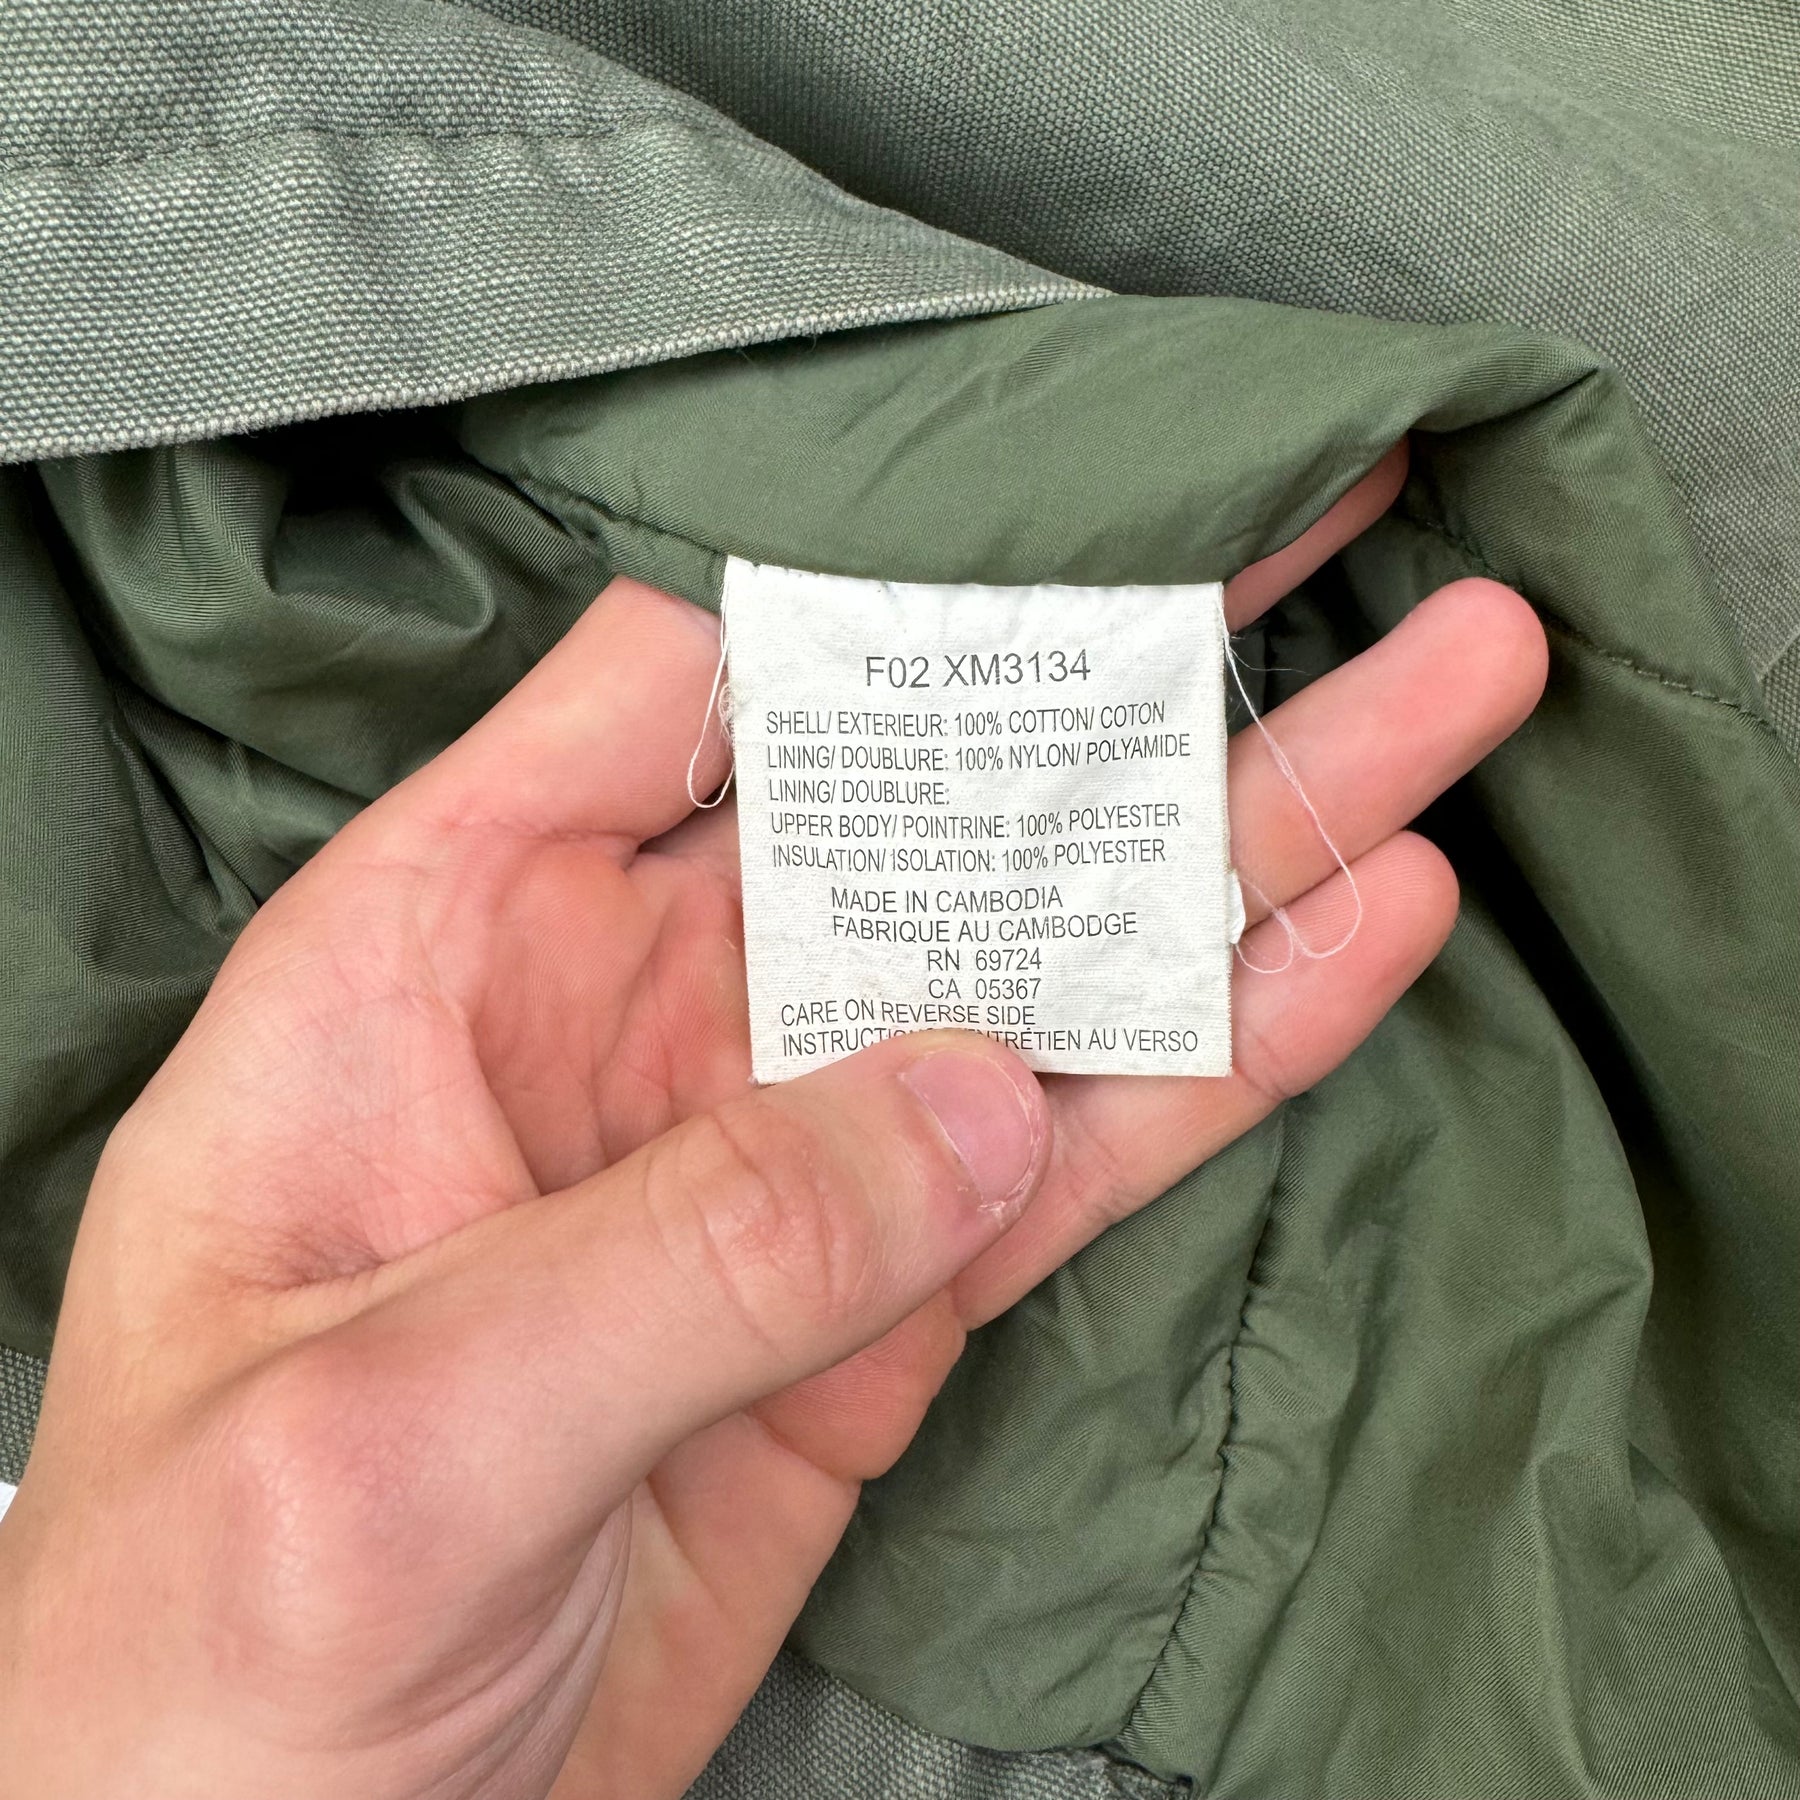 F02 XM3134
SHELL/ EXTERIEUR: 100% COTTON/ COTON
LINING/ DOUBLURE: 100% NYLON/ POLYAMIDE
LINING/ DOUBLURE:
UPPER BODY/ POINTRINE: 100% POLYESTER
INSULATION/ ISOLATION: 100% POLYESTER
MADE IN CAMBODIA
FABRIQUE AU CAMBODGE
RN 69724
CA 05367
CARE ON REVERSE SIDE
AU VERSO